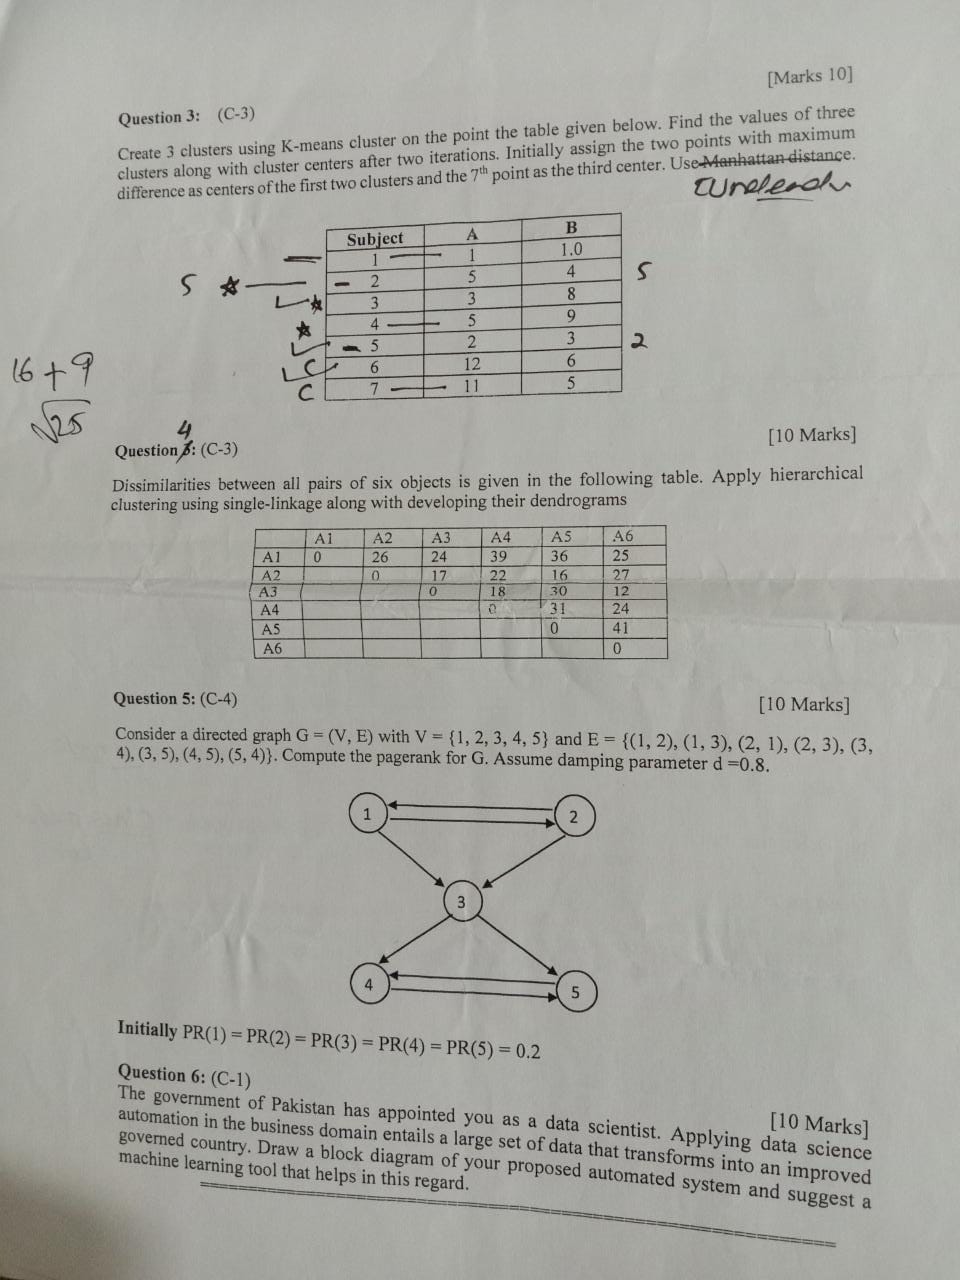 [Marks 10]
Question 3: (C-3)
Create 3 clusters using K-means cluster on the point the table given below. Find the values of three
clusters along with cluster centers after two iterations. Initially assign the two points with maximum
difference as centers of the first two clusters and the 7th point as the third center. Use Manhattan distance.
Subject A B
1 1 1.0
S 2 5 4 5
3 3 8
4 5 9
5 2 3 2
16 + 9
C 6 12 6
C 7 11 5
√25
4
Question 3: (C-3) [10 Marks]
Dissimilarities between all pairs of six objects is given in the following table. Apply hierarchical
clustering using single-linkage along with developing their dendrograms
A1 A2 A3 A4 A5 A6
A1 0 26 24 39 36 25
A2 0 17 22 16 27
A3 0 18 30 12
A4 0 31 24
A5 0 41
A6 0
Question 5: (C-4) [10 Marks]
Consider a directed graph G = (V, E) with V = {1, 2, 3, 4, 5} and E = {(1, 2), (1, 3), (2, 1), (2, 3), (3,
4), (3, 5), (4, 5), (5, 4)}. Compute the pagerank for G. Assume damping parameter d =0.8.
1 2
3
4 5
Initially PR(1) = PR(2) = PR(3) = PR(4) = PR(5) = 0.2
Question 6: (C-1)
[10 Marks]
The government of Pakistan has appointed you as a data scientist. Applying data science
automation in the business domain entails a large set of data that transforms into an improved
governed country. Draw a block diagram of your proposed automated system and suggest a
machine learning tool that helps in this regard.